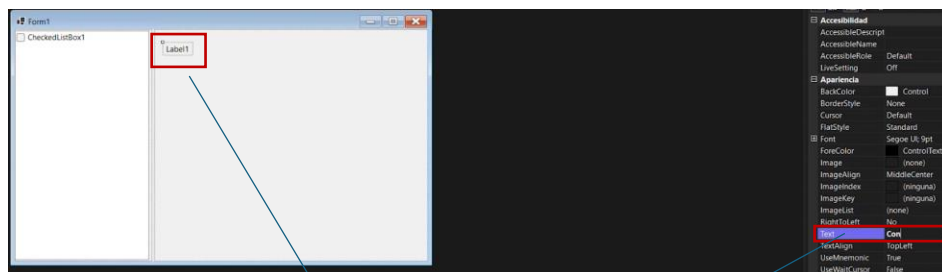 Form1
CheckedListBox1
Label1
Accesibilidad
AccessibleDescript
AccessibleName
AccessibleRole Default
LiveSetting Off
Apariencia
BackColor Control
BorderStyle None
Cursor Default
FlatStyle Standard
Font Segoe UI; 9pt
ForeColor ControlText
Image (none)
ImageAlign MiddleCenter
ImageIndex (ninguna)
ImageKey (ninguna)
ImageList (none)
RightToLeft No
Text Con
TextAlign TopLeft
UseMnemonic True
UseWaitCursor False